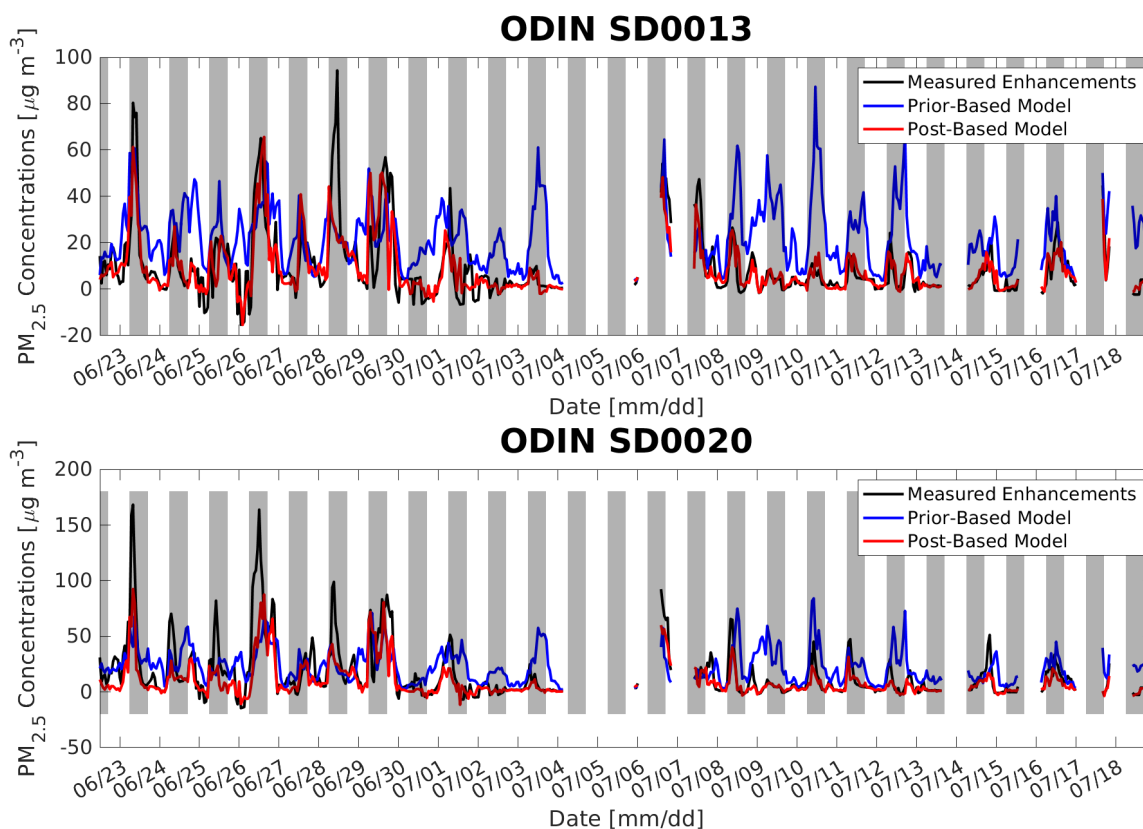 ODIN SD0013
PM2.5 Concentrations [μg m-3]
100
80
60
40
20
0
-20
Measured Enhancements
Prior-Based Model
Post-Based Model
06/23 06/24 06/25 06/26 06/27 06/28 06/29 06/30 07/01 07/02 07/03 07/04 07/05 07/06 07/07 07/08 07/09 07/10 07/11 07/12 07/13 07/14 07/15 07/16 07/17 07/18
Date [mm/dd]
ODIN SD0020
PM2.5 Concentrations [μg m-3]
200
150
100
50
0
-50
Measured Enhancements
Prior-Based Model
Post-Based Model
06/23 06/24 06/25 06/26 06/27 06/28 06/29 06/30 07/01 07/02 07/03 07/04 07/05 07/06 07/07 07/08 07/09 07/10 07/11 07/12 07/13 07/14 07/15 07/16 07/17 07/18
Date [mm/dd]